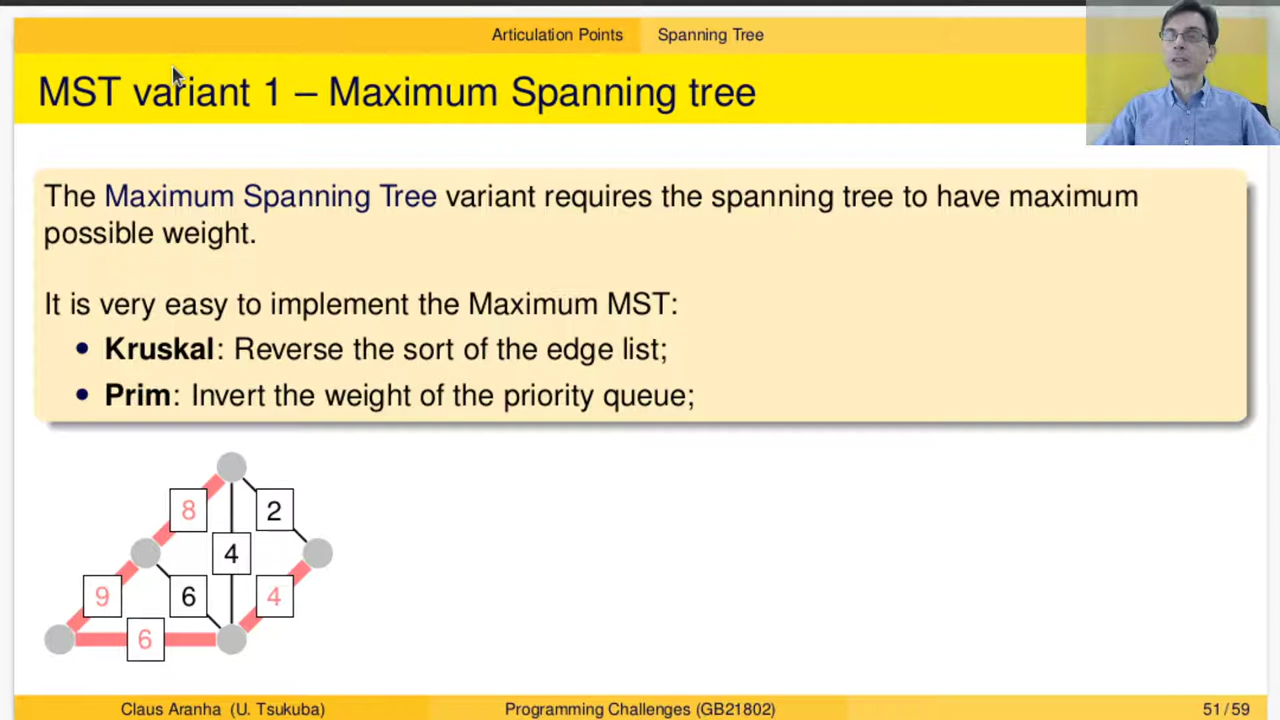 Articulation Points Spanning Tree
MST variant 1 – Maximum Spanning tree
The Maximum Spanning Tree variant requires the spanning tree to have maximum
possible weight.
It is very easy to implement the Maximum MST:
• Kruskal: Reverse the sort of the edge list;
• Prim: Invert the weight of the priority queue;
8 2
4
9 6 4
6
Claus Aranha (U. Tsukuba) Programming Challenges (GB21802) 51 / 59